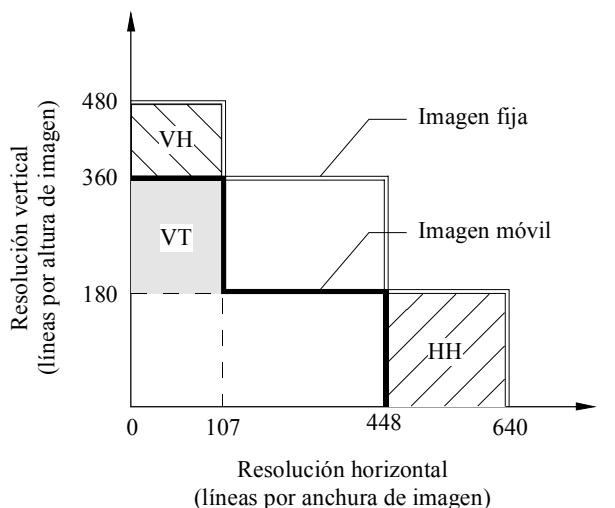 480
VH
Imagen fija
360
VT
Imagen móvil
180
HH
0
107
448
640
Resolución vertical
(líneas por altura de imagen)
Resolución horizontal
(líneas por anchura de imagen)